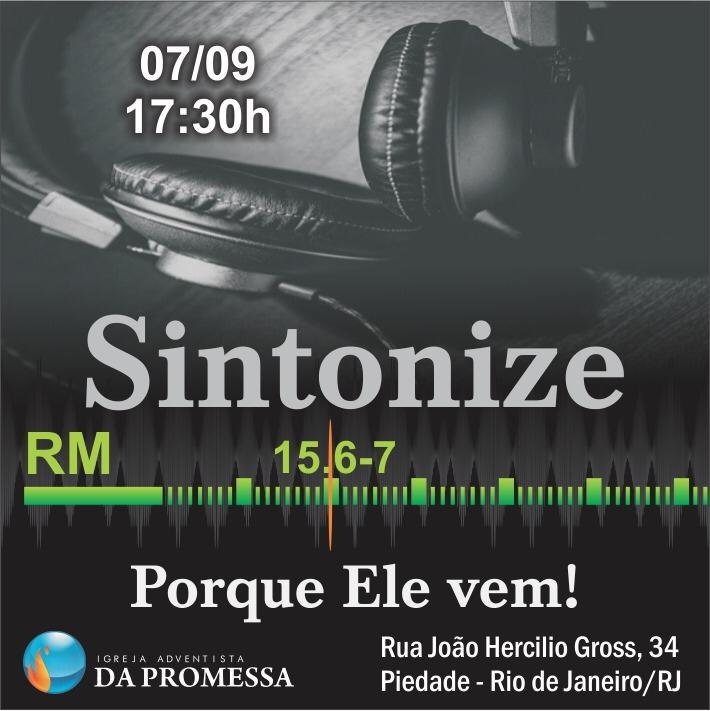 07/09
17:30h
Sintonize
RM 15.6-7
Porque Ele vem!
IGREJA ADVENTISTA
DA PROMESSA
Rua João Hercilio Gross, 34
Piedade - Rio de Janeiro/RJ